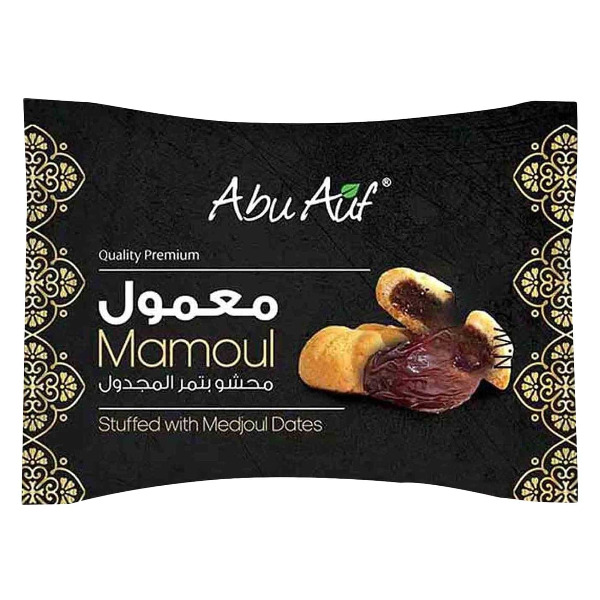 Abu Auf®
Quality Premium
معمول
Mamoul
محشو بتمر المجدول
Stuffed with Medjoul Dates
N.W